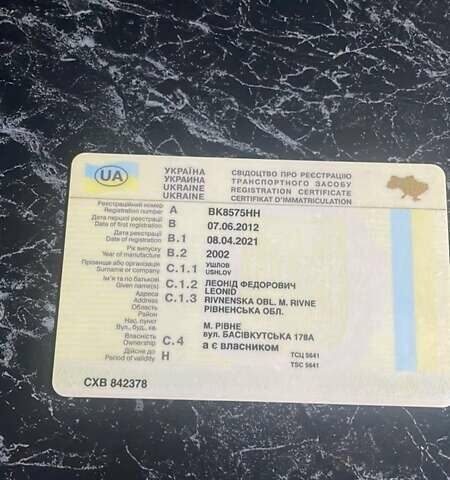 UA
УКРАЇНА
УКРАИНА
UKRAINE
UKRAINE
СВІДОЦТВО ПРО РЕЄСТРАЦІЮ
ТРАНСПОРТНОГО ЗАСОБУ
REGISTRATION CERTIFICATE
CERTIFIKAT D'IMMATRICULATION
Реєстраційний номер
Registration number A BK8575HH
Дата першої реєстрації
Date of first registration B 07.06.2012
Дата реєстрації
Date of registration B.1 08.04.2021
Рік випуску
Year of manufacture B.2 2002
Прізвище або організація C.1.1 УШЛОВ
Surname or company USHLOV
Ім'я та по батькові C.1.2 ЛЕОНІД ФЕДОРОВИЧ
Given name(s) LEONID
Адреса C.1.3 RIVNENSKA OBL. M. RIVNE
Address
Область РІВНЕНСЬКА ОБЛ.
Район
Нас. пункт М. РІВНЕ
Вул., буд., кв. вул. БАСІВКУТСЬКА 178А
Власність
Ownership C.4 а є власником
Дійсне до
Period of validity H
ТСЦ 5641
TSC 5641
СХВ 842378